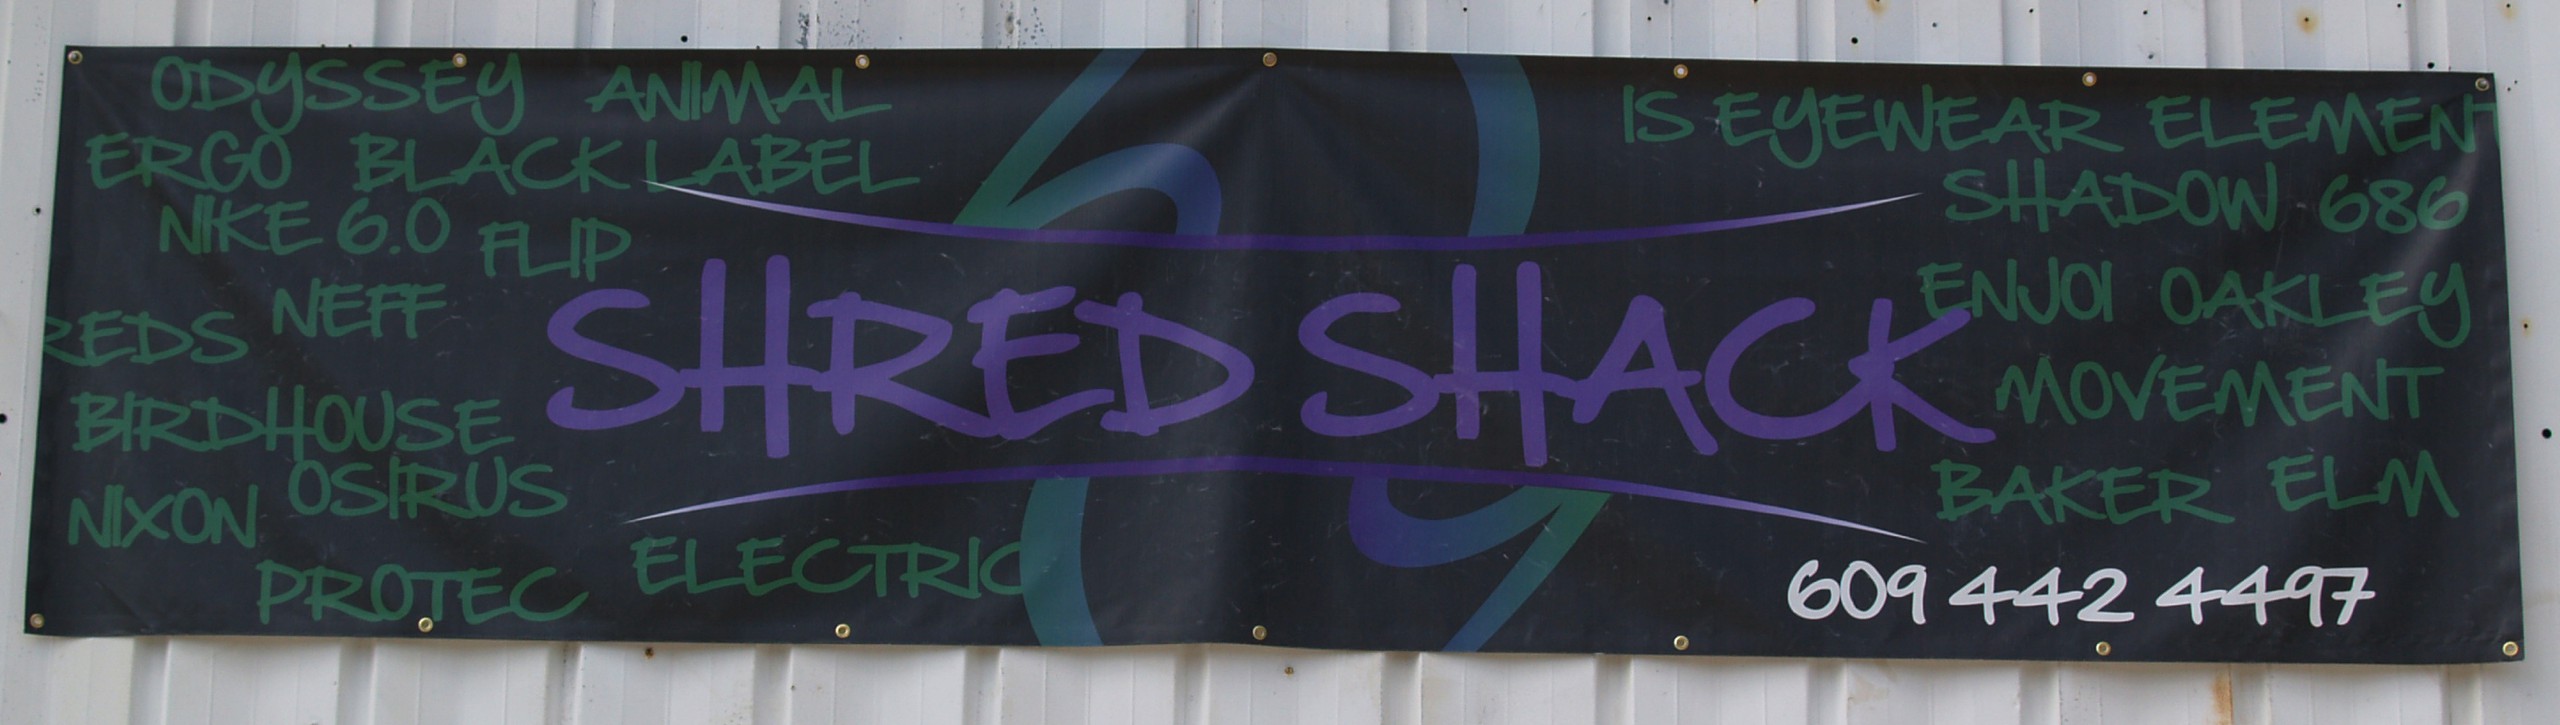 ODYSSEY ANIMAL
ERGO BLACK LABEL
NIKE 6.0 FLIP
NEFF
REDS
BIRDHOUSE
OSIRUS
NIXON
PROTEC ELECTRIC
SHRED SHACK
IS EYEWEAR ELEMENT
SHADOW 686
ENJOI OAKLEY
MOVEMENT
BAKER ELM
609 442 4497